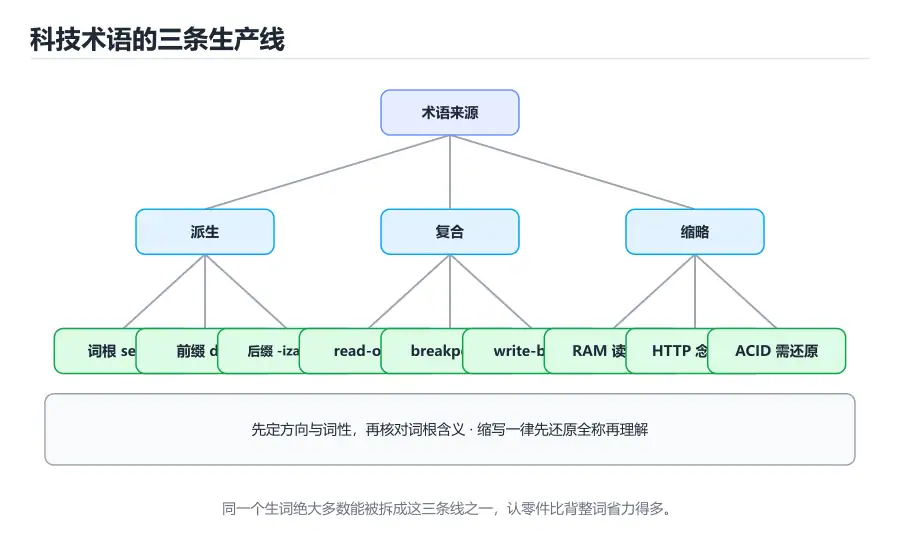 科技术语的三条生产线
术语来源
派生
复合
缩略
词根 se
前缀 d
后缀 -iza
read-o
breakp
write-b
RAM 读
HTTP 念
ACID 需还原
先定方向与词性，再核对词根含义 · 缩写一律先还原全称再理解
同一个生词绝大多数能被拆成这三条线之一，认零件比背整词省力得多。